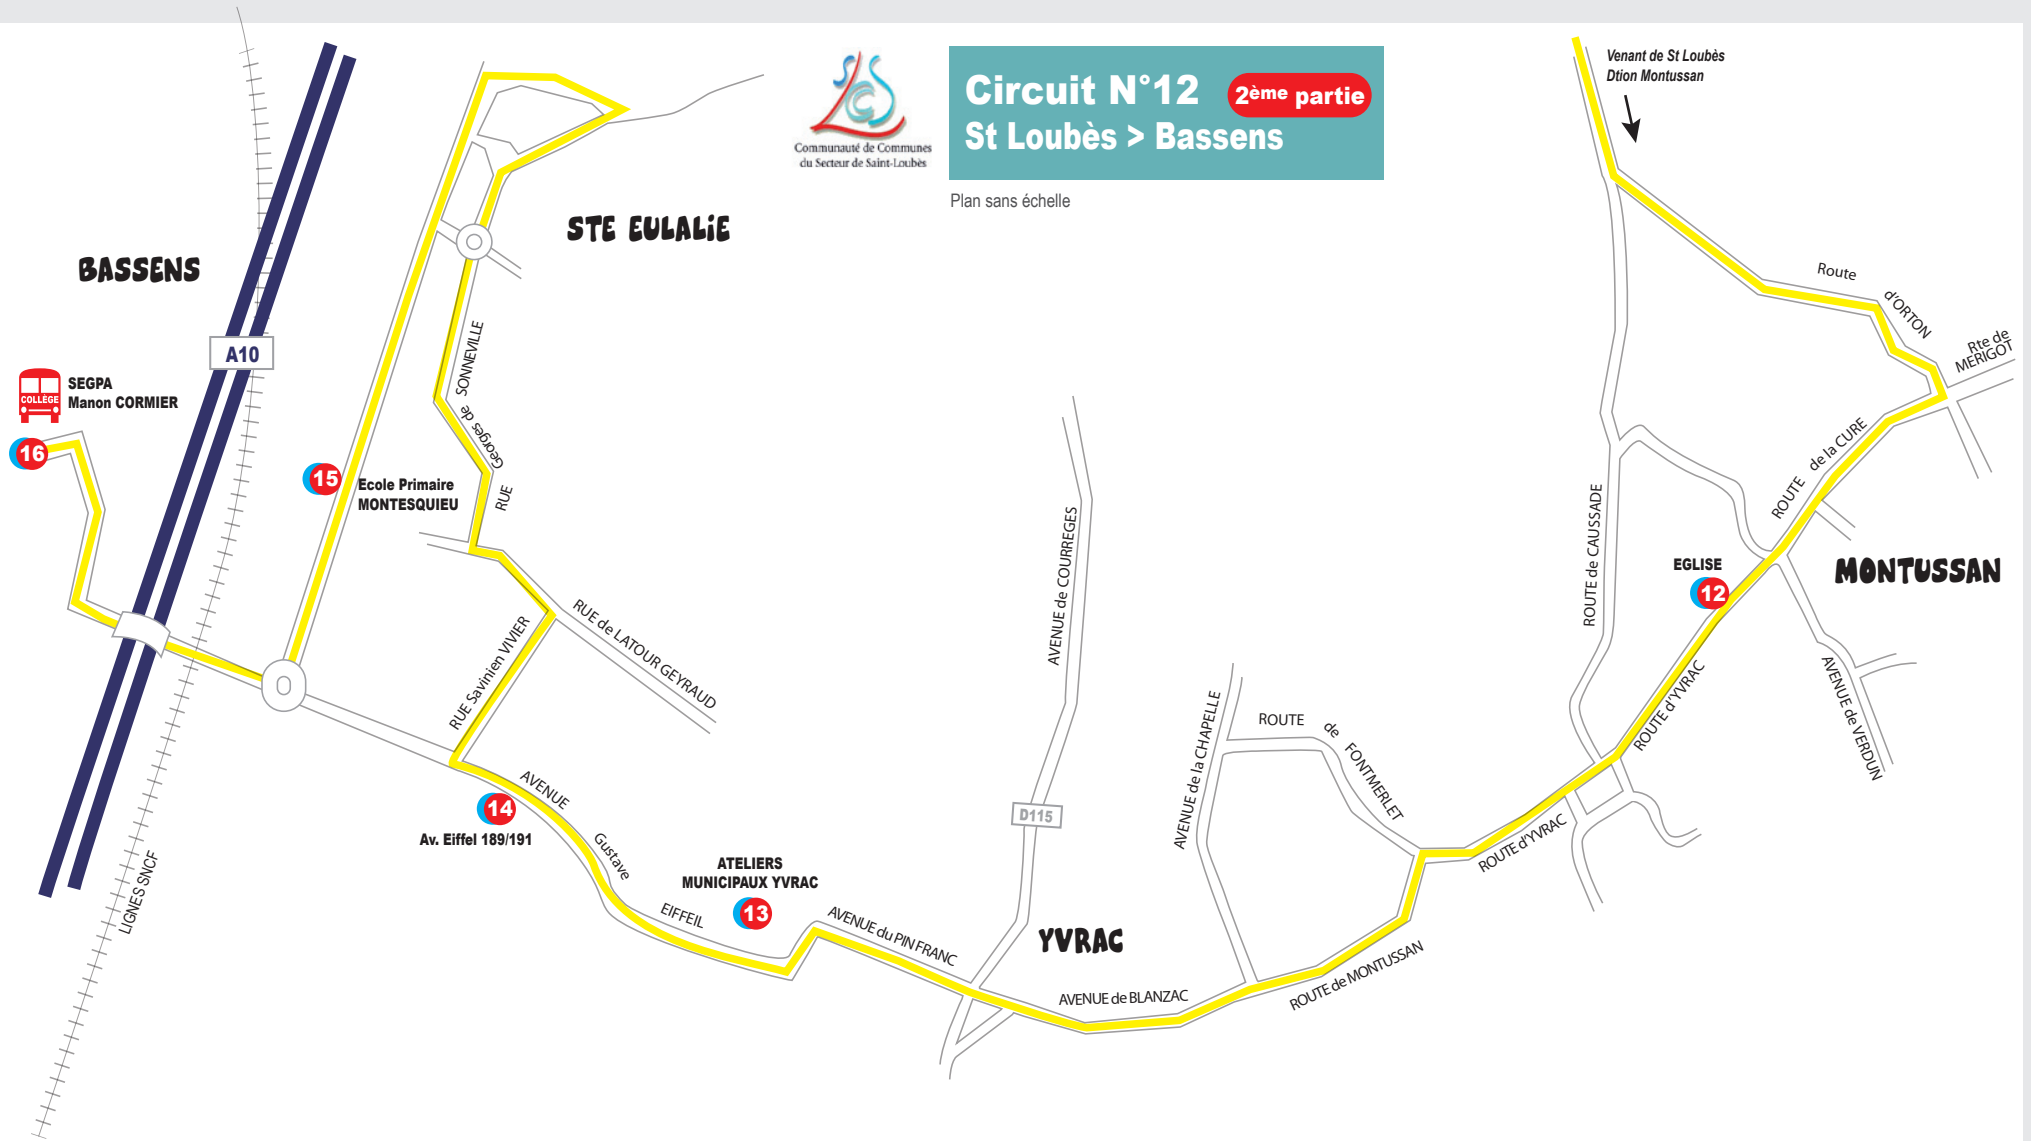 Communauté de Communes
du Secteur de Saint-Loubès
Circuit N°12
2ème partie
St Loubès > Bassens
Plan sans échelle
Venant de St Loubès
Dtion Montussan
STE EULALIE
BASSENS
A10
SEGPA
Manon CORMIER
COLLÈGE
16
15
Ecole Primaire
MONTESQUIEU
RUE Georges de SONNEVILLE
RUE de LATOUR GEYRAUD
RUE Savinien VIVIER
AVENUE Gustave EIFFEIL
14
Av. Eiffel 189/191
ATELIERS
MUNICIPAUX YVRAC
13
LIGNES SNCF
AVENUE du PIN FRANC
AVENUE de COURREGES
D115
YVRAC
AVENUE de BLANZAC
AVENUE de la CHAPELLE
ROUTE de FONTMERLET
ROUTE de MONTUSSAN
ROUTE d'YVRAC
ROUTE d'YVRAC
ROUTE de CAUSSADE
EGLISE
12
MONTUSSAN
AVENUE de VERDUN
ROUTE de la CURE
Route d'ORTON
Rte de
MERIGOT